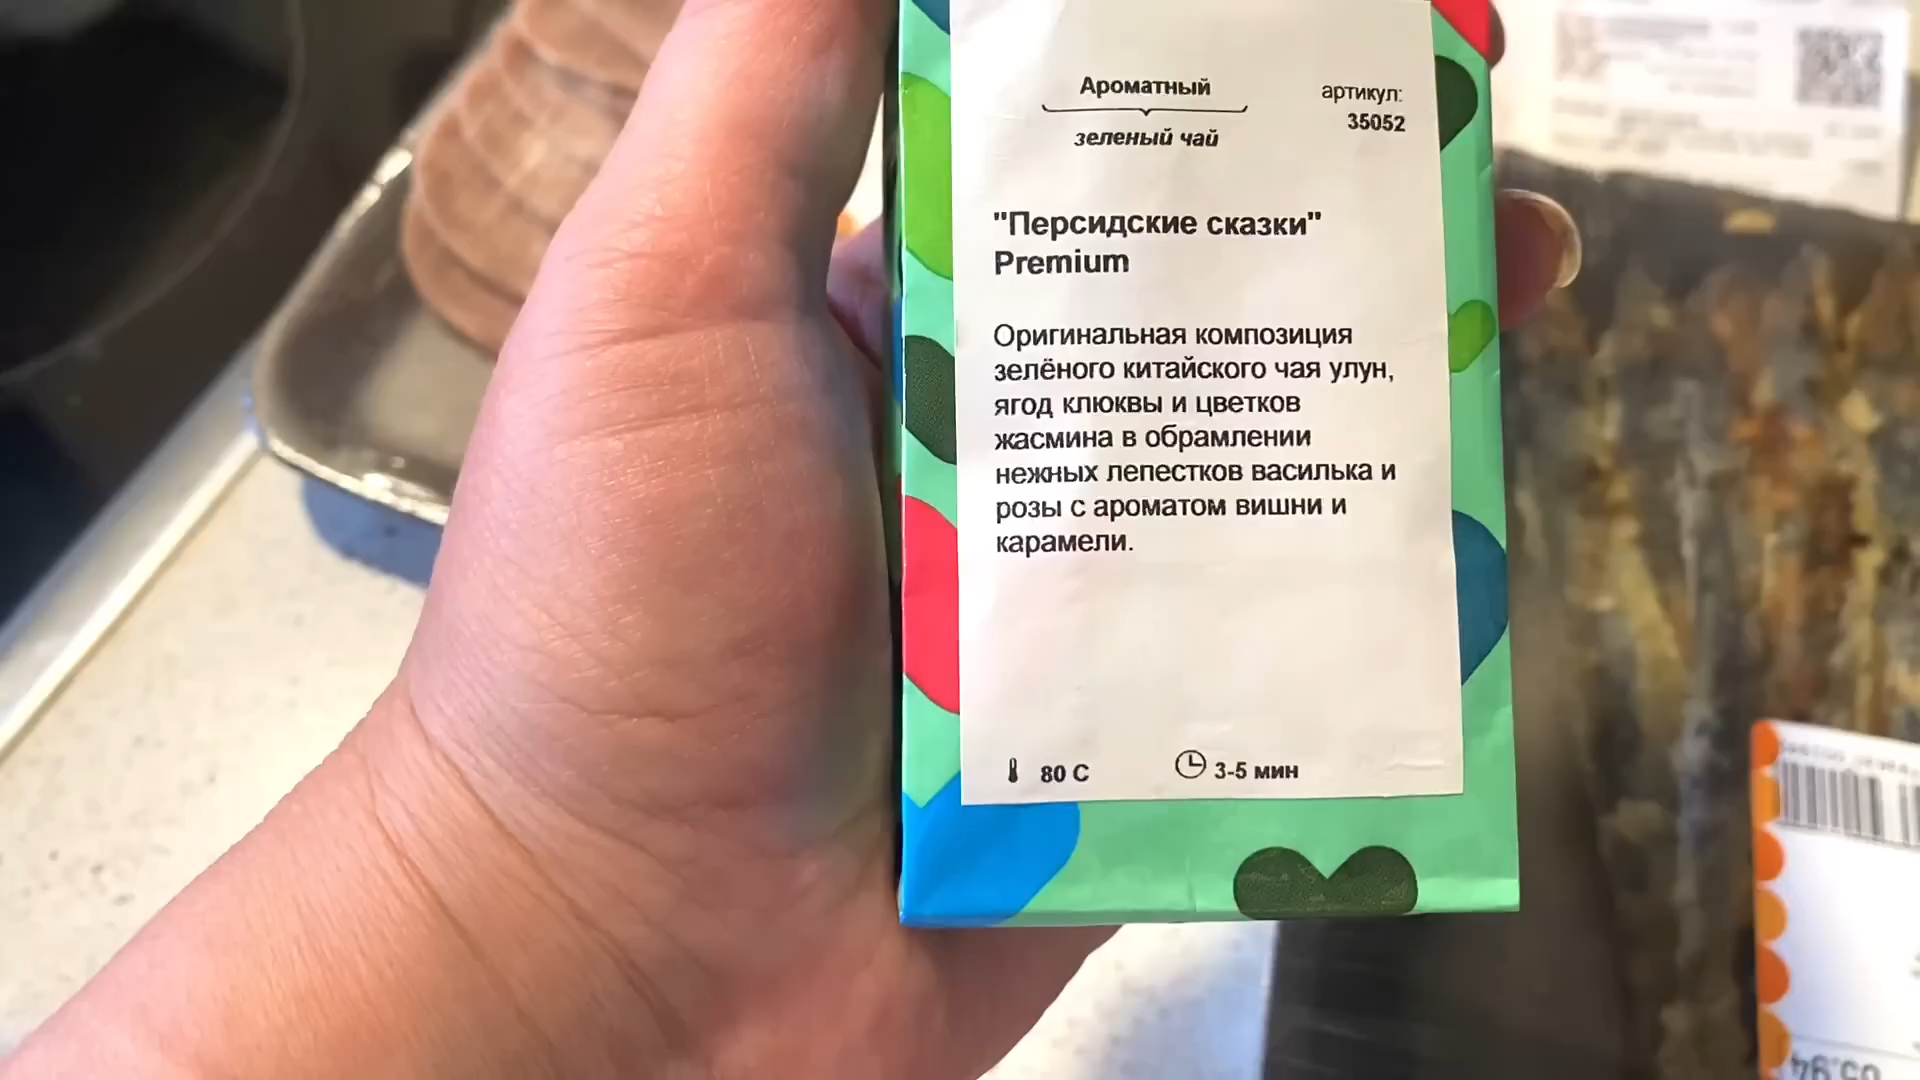 Ароматный
зеленый чай
артикул:
35052
"Персидские сказки"
Premium
Оригинальная композиция
зелёного китайского чая улун,
ягод клюквы и цветков
жасмина в обрамлении
нежных лепестков василька и
розы с ароматом вишни и
карамели.
80 C
3-5 мин